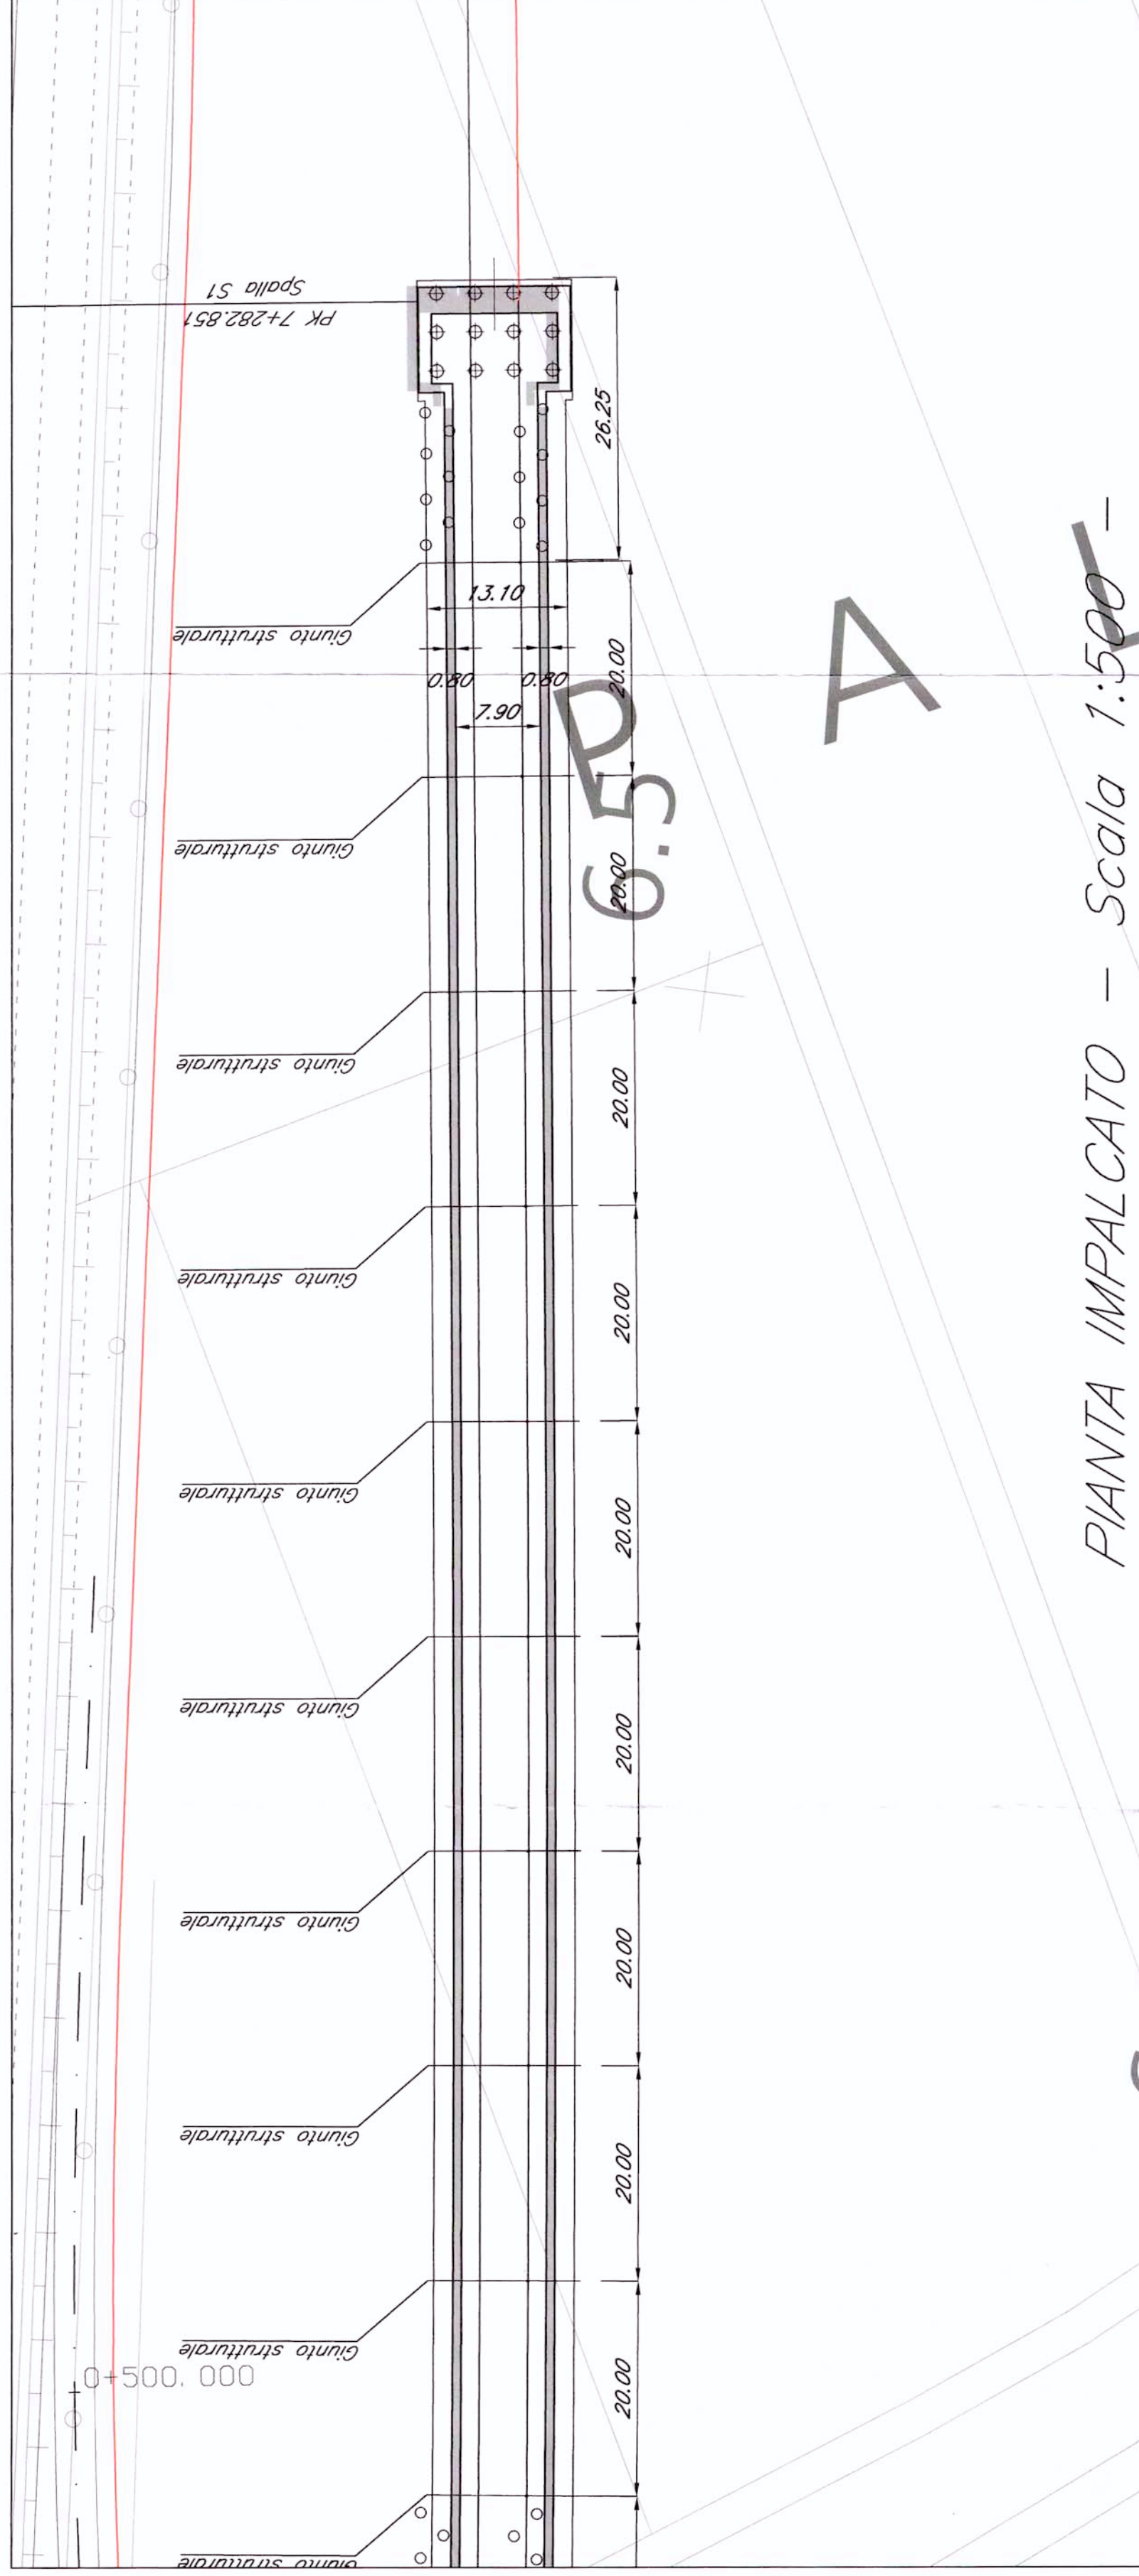 Spalla S1
PK 7+282.851
26.25
13.10
Giunto strutturale
0.80
0.80
20.00
7.90
P A
6.5
Giunto strutturale
20.00
Giunto strutturale
20.00
Giunto strutturale
20.00
Giunto strutturale
20.00
Giunto strutturale
20.00
Giunto strutturale
20.00
Giunto strutturale
20.00
Giunto strutturale
0+500.000
20.00
Giunto strutturale
PIANTA IMPALCATO - Scala 1:500 -